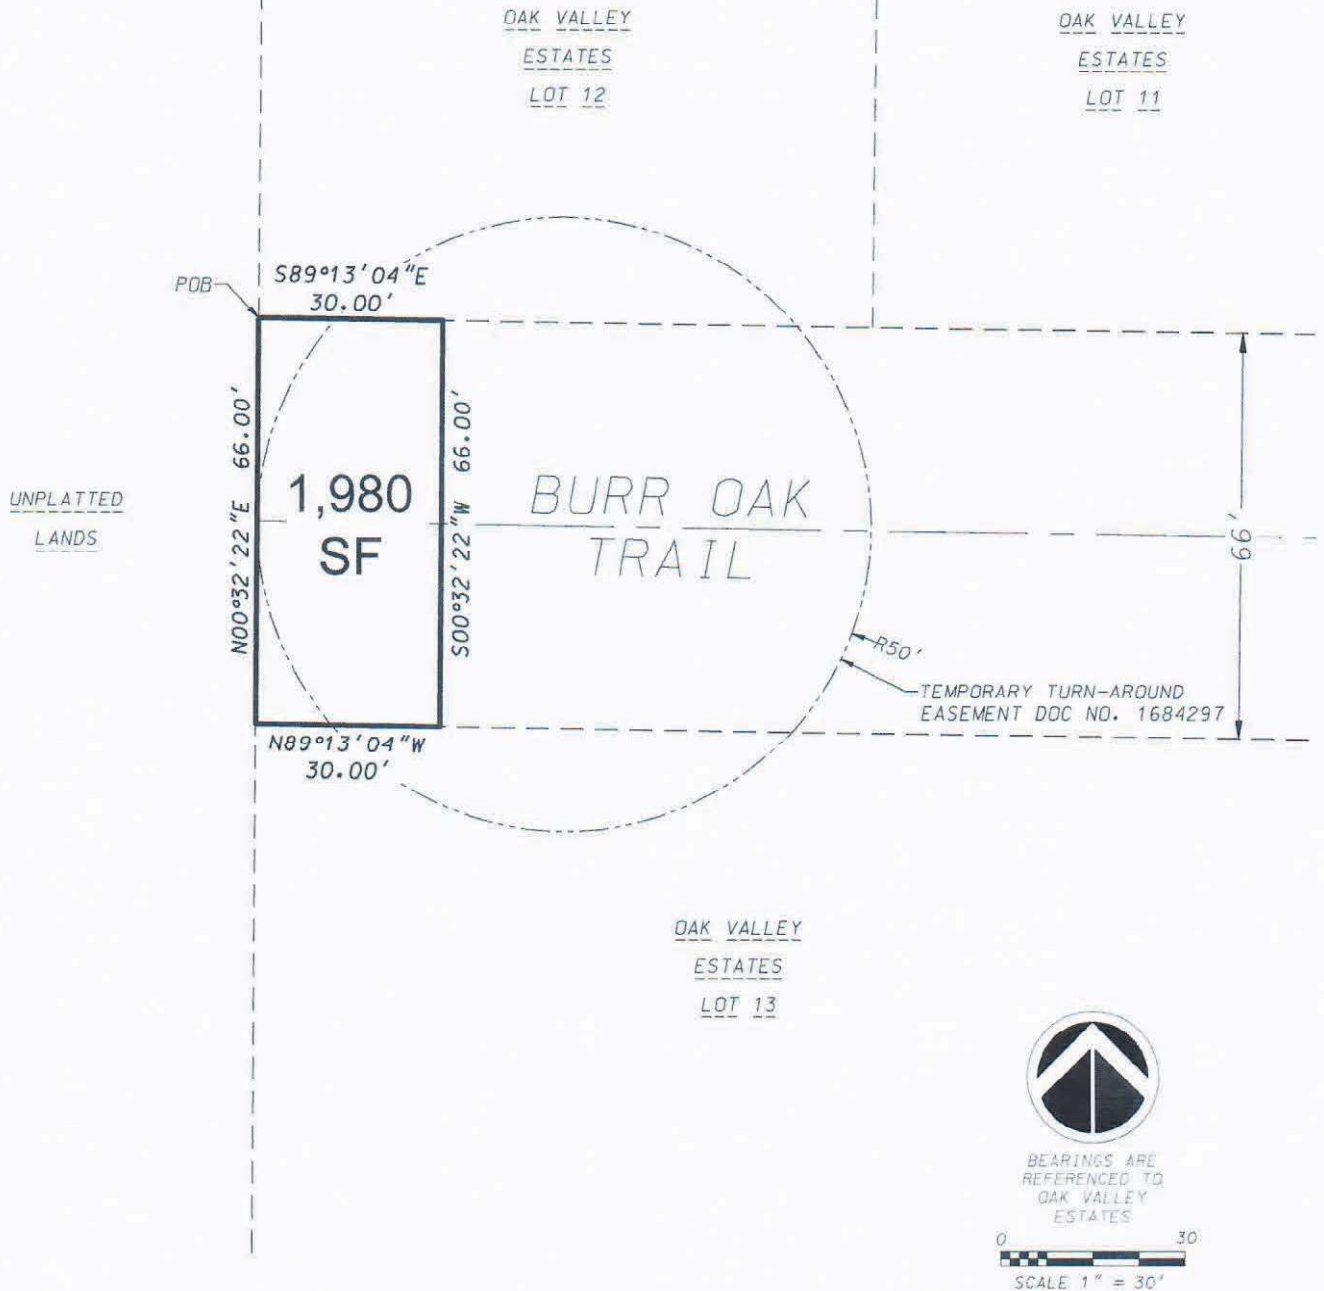 OAK VALLEY
ESTATES
LOT 12
OAK VALLEY
ESTATES
LOT 11
POB
S89°13'04"E
30.00'
N00°32'22"E 66.00'
1,980
SF
S00°32'22"W 66.00'
UNPLATTED
LANDS
BURR OAK
TRAIL
66'
R50'
TEMPORARY TURN-AROUND
EASEMENT DOC NO. 1684297
N89°13'04"W
30.00'
OAK VALLEY
ESTATES
LOT 13
BEARINGS ARE
REFERENCED TO
OAK VALLEY
ESTATES
0 30
SCALE 1" = 30'